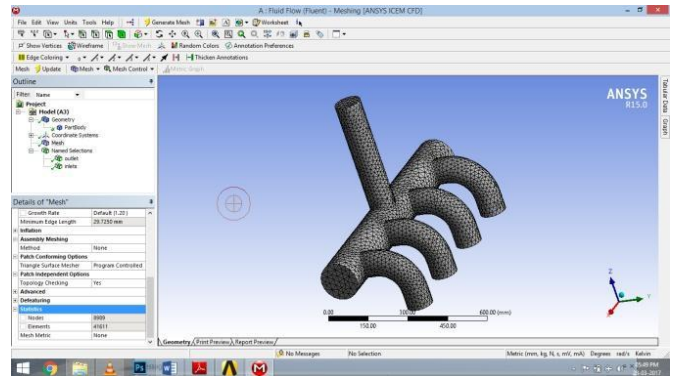 A : Fluid Flow (Fluent) - Meshing [ANSYS ICEM CFD]
File Edit View Units Tools Help Generate Mesh Worksheet
Show Vertices Wireframe Show Mesh Random Colors Annotation Preferences
Edge Coloring Thicken Annotations
Mesh Update Mesh Mesh Control Metric Graph
Outline
Filter: Name
Project
Model (A3)
Geometry
PartBody
Coordinate Systems
Mesh
Named Selections
outlet
inlets
ANSYS
R15.0
Tabular Data
Graph
Details of "Mesh"
Growth Rate Default (1.20)
Minimum Edge Length 29.7250 mm
Inflation
Assembly Meshing
Method None
Patch Conforming Options
Triangle Surface Mesher Program Controlled
Patch Independent Options
Topology Checking Yes
Advanced
Defeaturing
Statistics
Nodes
Elements 41611
Mesh Metric None
Z
Y
0.00 600.00 (mm)
150.00 450.00
Geometry Print Preview Report Preview
No Messages No Selection Metric (mm, kg, N, s, mV, mA) Degrees rad/s Kelvin